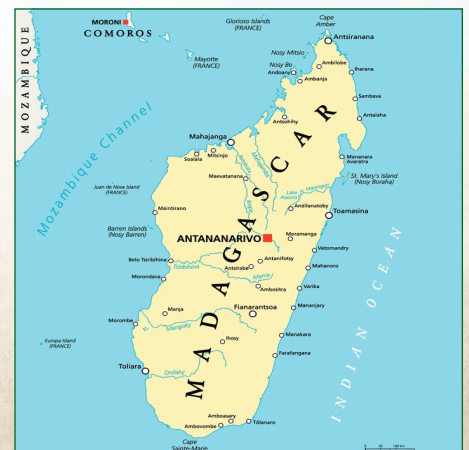 Cape
Amber
Glorioso Islands
(FRANCE)
MORONI
COMOROS
Antsiranana
Mayotte
(FRANCE)
Nosy Mitsio
Nosy Be
Andoany
Ambilobe
Iharana
Ambanja
MOZAMBIQUE
Sambava
Antalaha
Antsohihy
Mozambique Channel
Mahajanga
Mananara
Avaratra
Soalala
Mitsinjo
St. Mary's Island
(Nosy Boraha)
Maevatanana
Juan de Nova Island
(FRANCE)
Lake
Alaotra
Maningory
Maintirano
Andilanatoby
Toamasina
Barren Islands
(Nosy Barren)
ANTANANARIVO
Moramanga
Vatomandry
Belo Tsiribihina
Tsiribihina
Antanifotsy
Antsirabe
Mahanoro
Morondava
Mania
Ambositra
Varika
MADAGASCAR
Manja
Fianarantsoa
Mananjary
Morombe
Mangoky
Europa Island
(FRANCE)
Ihosy
Manakara
Farafangana
Toliara
Onilahy
INDIAN OCEAN
Amboasary
Ambovombe
Tôlanaro
Cape
Sainte-Marie